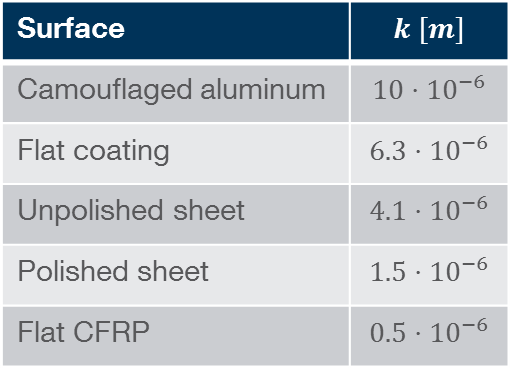 Surface k [m]
Camouflaged aluminum 10 · 10⁻⁶
Flat coating 6.3 · 10⁻⁶
Unpolished sheet 4.1 · 10⁻⁶
Polished sheet 1.5 · 10⁻⁶
Flat CFRP 0.5 · 10⁻⁶